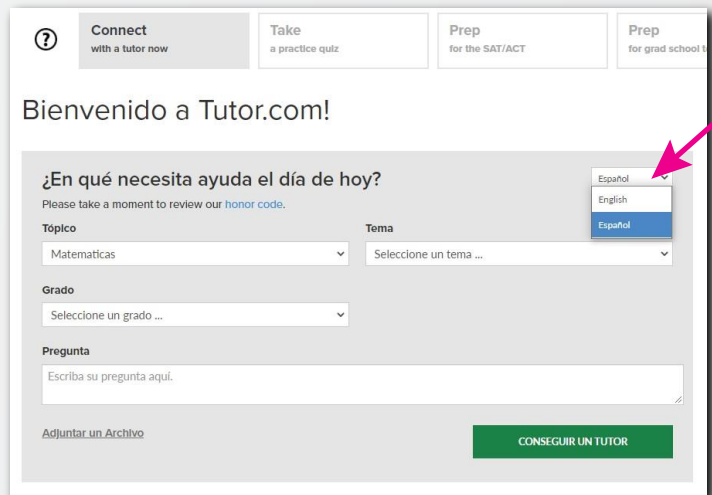 Connect
with a tutor now
Take
a practice quiz
Prep
for the SAT/ACT
Prep
for grad school
Bienvenido a Tutor.com!
¿En qué necesita ayuda el día de hoy?
Español
English
Español
Please take a moment to review our honor code.
Tópico
Tema
Matematicas
Seleccione un tema ...
Grado
Seleccione un grado ...
Pregunta
Escriba su pregunta aquí.
Adjuntar un Archivo
CONSEGUIR UN TUTOR